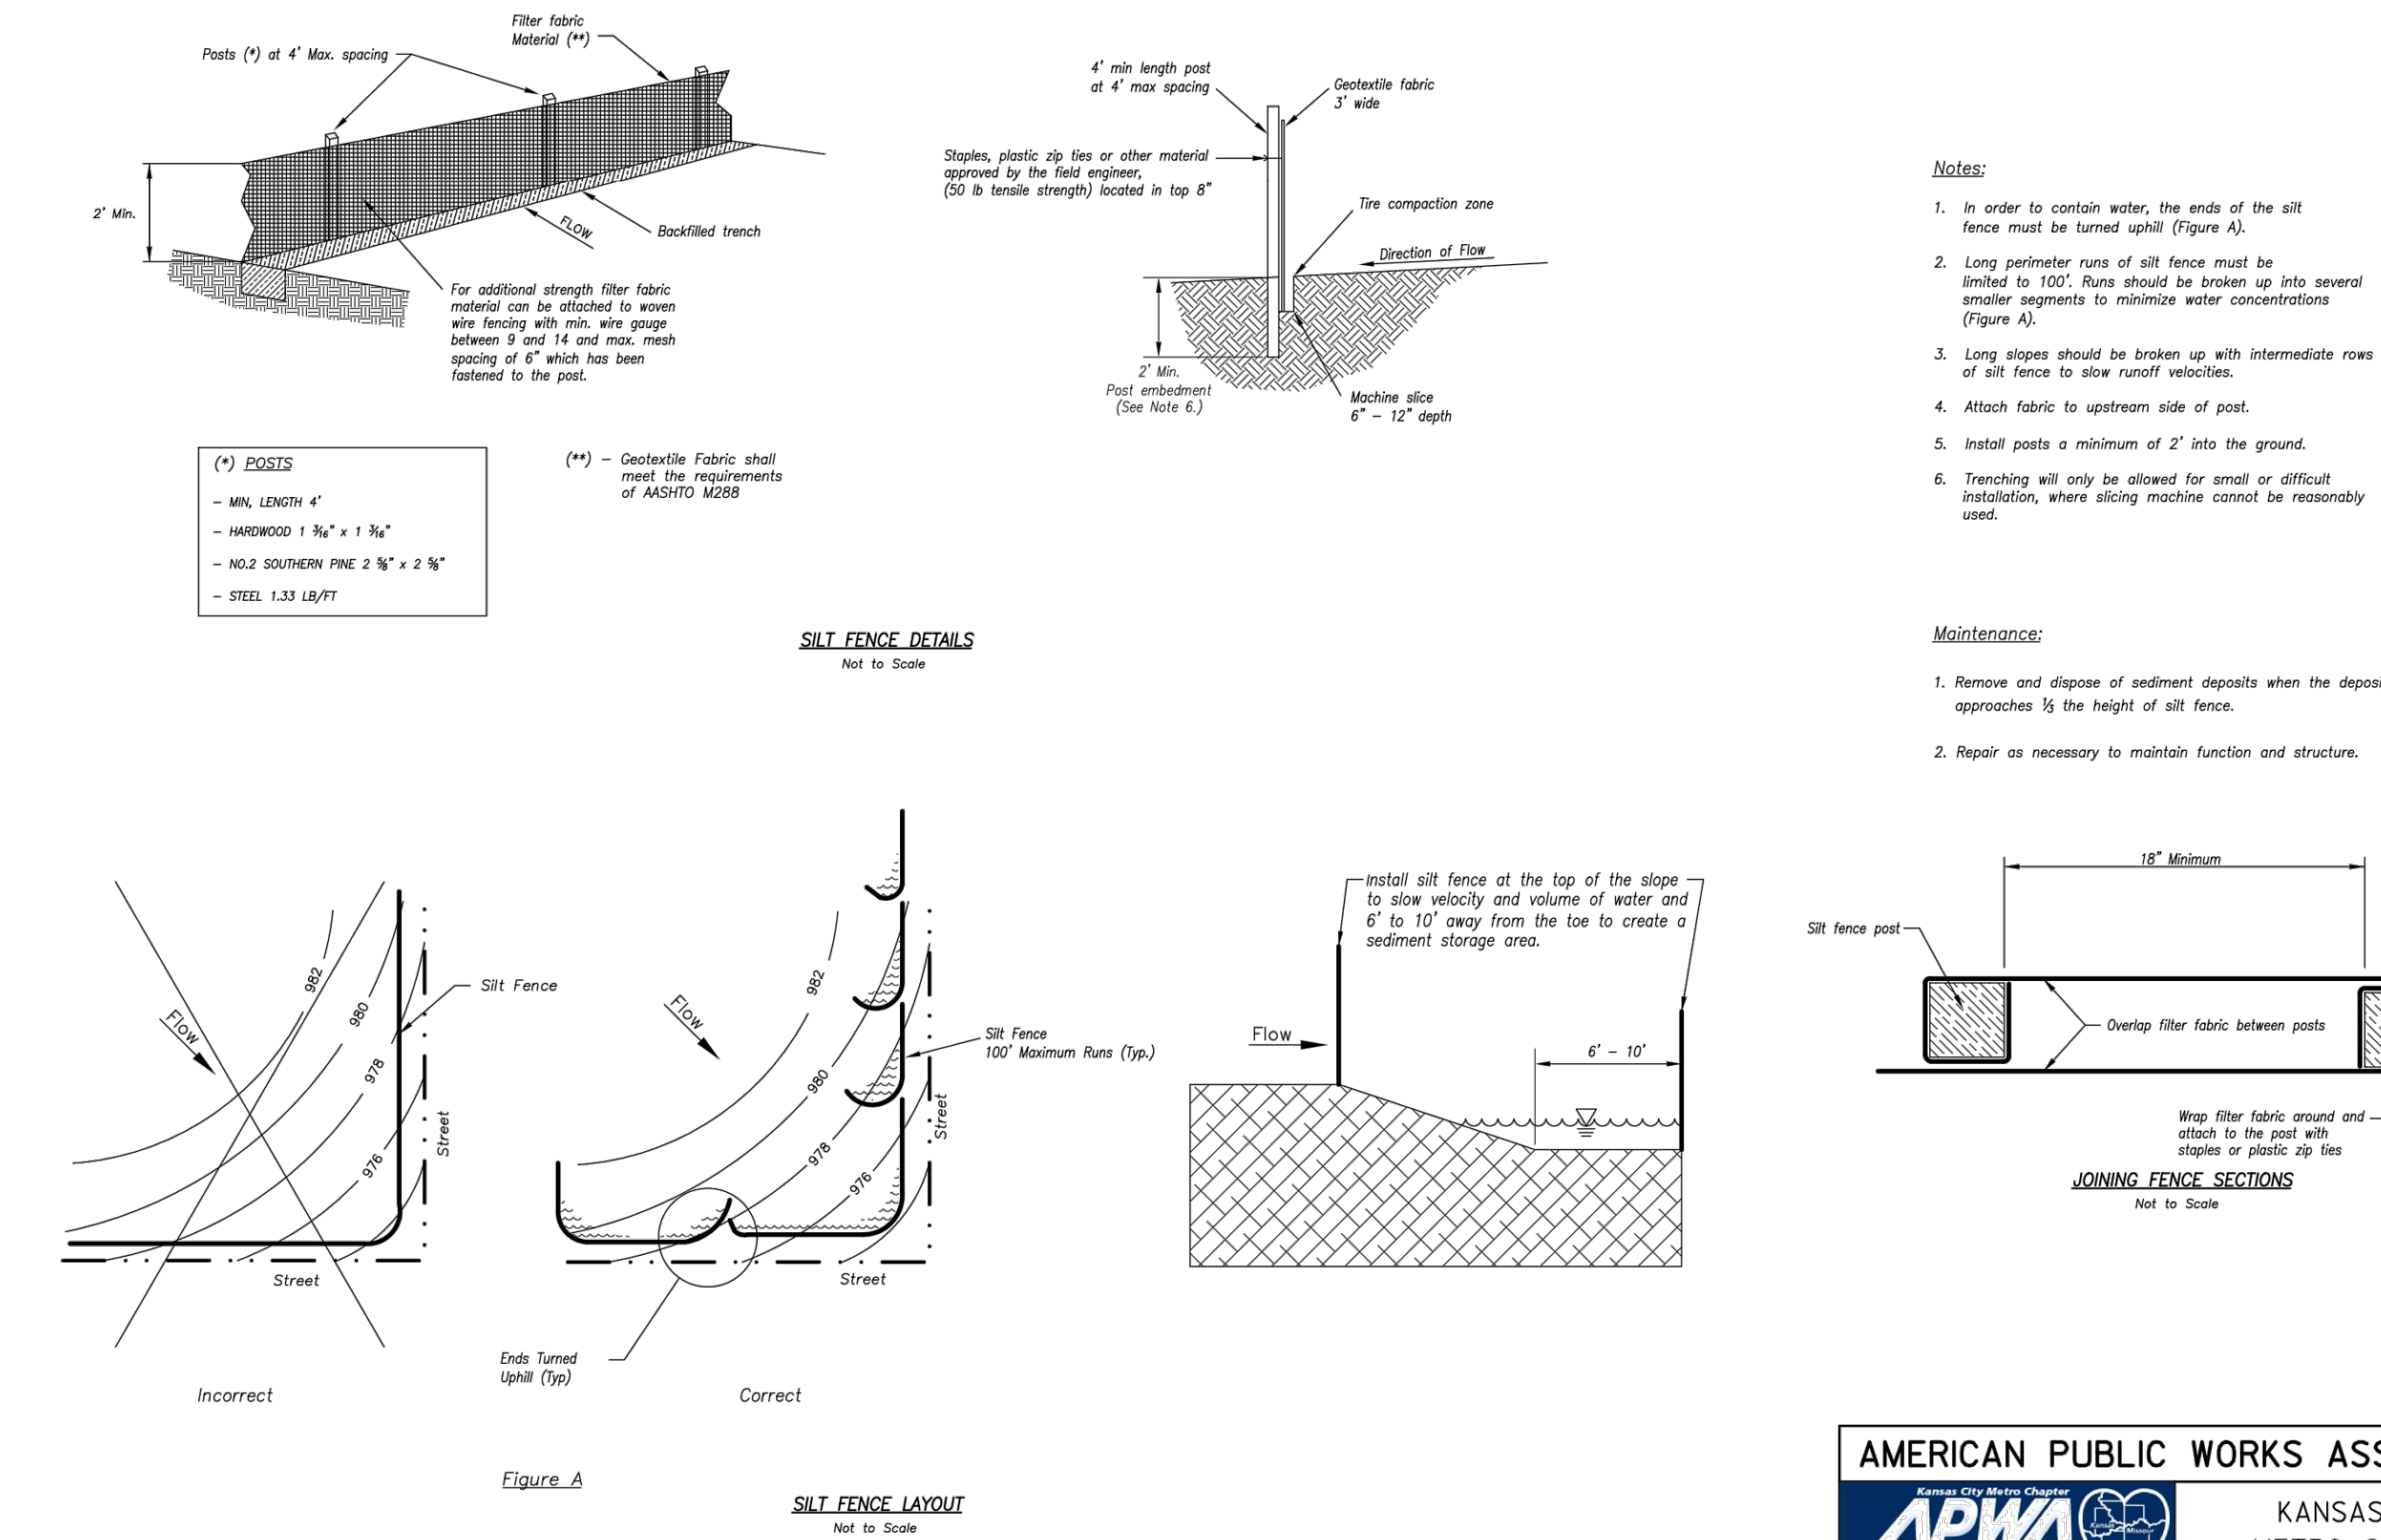 Filter fabric
Material (**)
Posts (*) at 4' Max. spacing
2' Min.
FLOW
Backfilled trench
For additional strength filter fabric
material can be attached to woven
wire fencing with min. wire gauge
between 9 and 14 and max. mesh
spacing of 6" which has been
fastened to the post.
4' min length post
at 4' max spacing
Geotextile fabric
3' wide
Staples, plastic zip ties or other material
approved by the field engineer,
(50 lb tensile strength) located in top 8"
Tire compaction zone
Direction of Flow
2' Min.
Post embedment
(See Note 6.)
Machine slice
6" – 12" depth
(*) POSTS
– MIN, LENGTH 4'
– HARDWOOD 1 3/16" x 1 3/16"
– NO.2 SOUTHERN PINE 2 5/8" x 2 5/8"
– STEEL 1.33 LB/FT
(**) – Geotextile Fabric shall
meet the requirements
of AASHTO M288
SILT FENCE DETAILS
Not to Scale
Notes:
1. In order to contain water, the ends of the silt
fence must be turned uphill (Figure A).
2. Long perimeter runs of silt fence must be
limited to 100'. Runs should be broken up into several
smaller segments to minimize water concentrations
(Figure A).
3. Long slopes should be broken up with intermediate rows
of silt fence to slow runoff velocities.
4. Attach fabric to upstream side of post.
5. Install posts a minimum of 2' into the ground.
6. Trenching will only be allowed for small or difficult
installation, where slicing machine cannot be reasonably
used.
Maintenance:
1. Remove and dispose of sediment deposits when the deposi
approaches 1/3 the height of silt fence.
2. Repair as necessary to maintain function and structure.
982
980
978
976
Flow
Silt Fence
Street
Street
Incorrect
982
980
978
976
Flow
Silt Fence
100' Maximum Runs (Typ.)
Street
Street
Ends Turned
Uphill (Typ)
Correct
Figure A
SILT FENCE LAYOUT
Not to Scale
Install silt fence at the top of the slope
to slow velocity and volume of water and
6' to 10' away from the toe to create a
sediment storage area.
Flow
6' – 10'
18" Minimum
Silt fence post
Overlap filter fabric between posts
Wrap filter fabric around and
attach to the post with
staples or plastic zip ties
JOINING FENCE SECTIONS
Not to Scale
AMERICAN PUBLIC WORKS ASS
Kansas City Metro Chapter
APWA
Kansas
Missouri
KANSAS